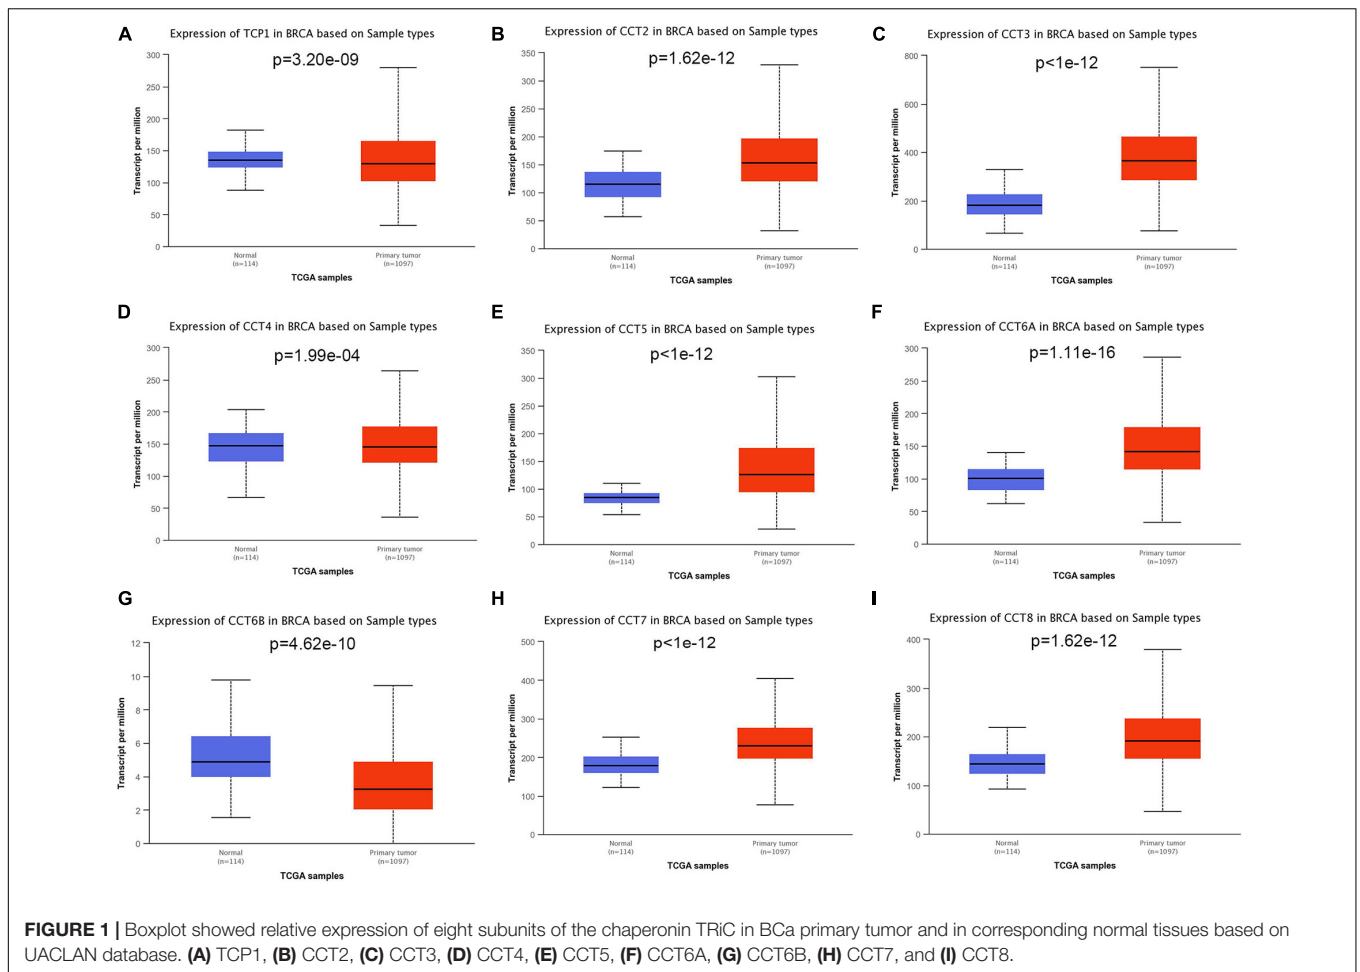 A
Expression of TCP1 in BRCA based on Sample types
p=3.20e-09
Transcript per million
300
250
200
150
100
50
0
Normal
(n=114)
Primary tumor
(n=1097)
TCGA samples
B
Expression of CCT2 in BRCA based on Sample types
p=1.62e-12
Transcript per million
350
300
250
200
150
100
50
0
Normal
(n=114)
Primary tumor
(n=1097)
TCGA samples
C
Expression of CCT3 in BRCA based on Sample types
p<1e-12
Transcript per million
800
600
400
200
0
Normal
(n=114)
Primary tumor
(n=1097)
TCGA samples
D
Expression of CCT4 in BRCA based on Sample types
p=1.99e-04
Transcript per million
300
250
200
150
100
50
0
Normal
(n=114)
Primary tumor
(n=1097)
TCGA samples
E
Expression of CCT5 in BRCA based on Sample types
p<1e-12
Transcript per million
350
300
250
200
150
100
50
0
Normal
(n=114)
Primary tumor
(n=1097)
TCGA samples
F
Expression of CCT6A in BRCA based on Sample types
p=1.11e-16
Transcript per million
300
250
200
150
100
50
0
Normal
(n=114)
Primary tumor
(n=1097)
TCGA samples
G
Expression of CCT6B in BRCA based on Sample types
p=4.62e-10
Transcript per million
12
10
8
6
4
2
0
Normal
(n=114)
Primary tumor
(n=1097)
TCGA samples
H
Expression of CCT7 in BRCA based on Sample types
p<1e-12
Transcript per million
500
400
300
200
100
0
Normal
(n=114)
Primary tumor
(n=1097)
TCGA samples
I
Expression of CCT8 in BRCA based on Sample types
p=1.62e-12
Transcript per million
400
300
200
100
0
Normal
(n=114)
Primary tumor
(n=1097)
TCGA samples
FIGURE 1 | Boxplot showed relative expression of eight subunits of the chaperonin TRiC in BCa primary tumor and in corresponding normal tissues based on
UACLAN database. (A) TCP1, (B) CCT2, (C) CCT3, (D) CCT4, (E) CCT5, (F) CCT6A, (G) CCT6B, (H) CCT7, and (I) CCT8.